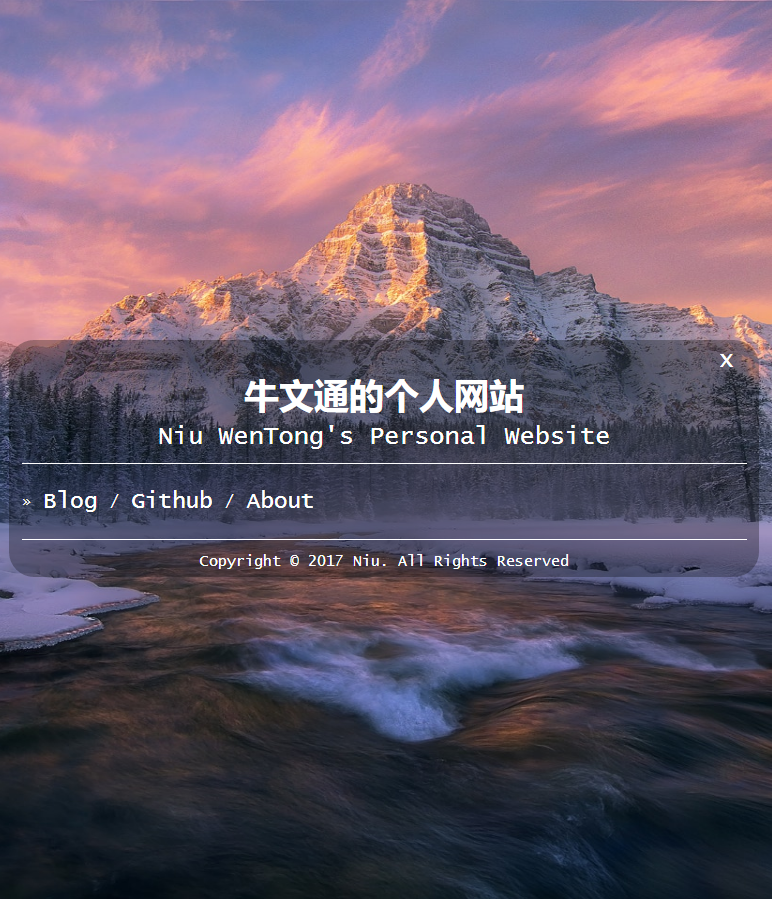 X
牛文通的个人网站
Niu WenTong's Personal Website
» Blog / Github / About
Copyright © 2017 Niu. All Rights Reserved